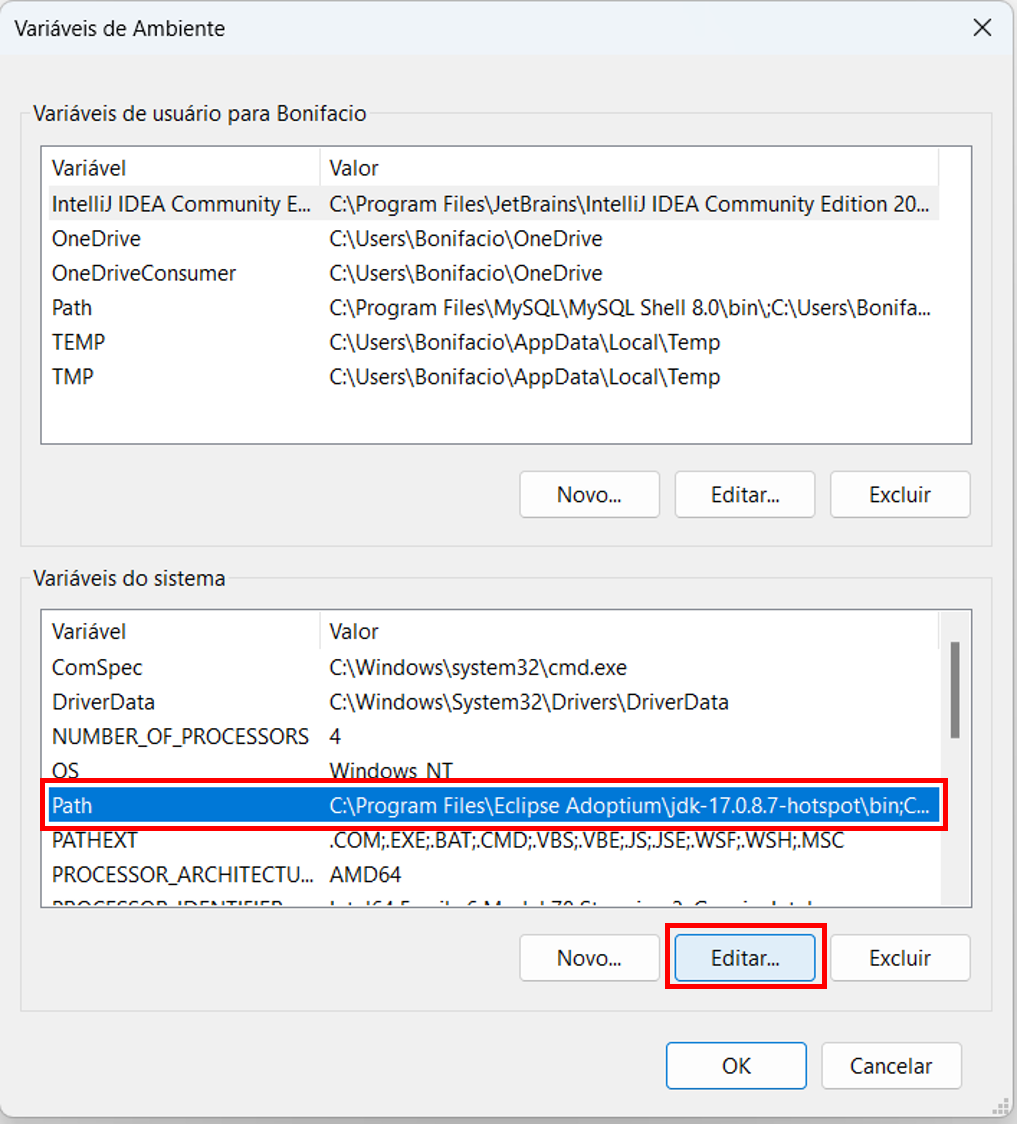 Variáveis de Ambiente
Variáveis de usuário para Bonifacio
Variável Valor
IntelliJ IDEA Community E... C:\Program Files\JetBrains\IntelliJ IDEA Community Edition 20...
OneDrive C:\Users\Bonifacio\OneDrive
OneDriveConsumer C:\Users\Bonifacio\OneDrive
Path C:\Program Files\MySQL\MySQL Shell 8.0\bin\;C:\Users\Bonifa...
TEMP C:\Users\Bonifacio\AppData\Local\Temp
TMP C:\Users\Bonifacio\AppData\Local\Temp
Novo... Editar... Excluir
Variáveis do sistema
Variável Valor
ComSpec C:\Windows\system32\cmd.exe
DriverData C:\Windows\System32\Drivers\DriverData
NUMBER_OF_PROCESSORS 4
OS Windows_NT
Path C:\Program Files\Eclipse Adoptium\jdk-17.0.8.7-hotspot\bin;C...
PATHEXT .COM;.EXE;.BAT;.CMD;.VBS;.VBE;.JS;.JSE;.WSF;.WSH;.MSC
PROCESSOR_ARCHITECTU... AMD64
PROCESSOR_IDENTIFIER Intel64 Family 6 Model
Novo... Editar... Excluir
OK Cancelar